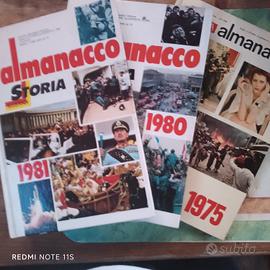 almanacco
STORIA
1981
almanacco
1980
almana
1975
REDMI NOTE 11S
subito